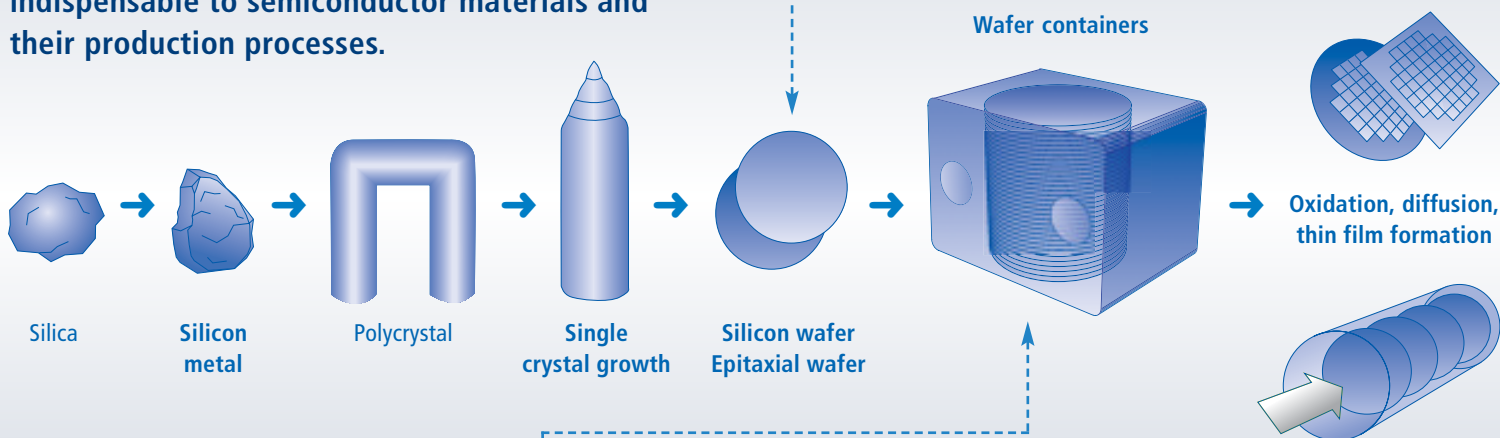 indispensable to semiconductor materials and
their production processes.
Wafer containers
Oxidation, diffusion,
thin film formation
Silica
Silicon
metal
Polycrystal
Single
crystal growth
Silicon wafer
Epitaxial wafer